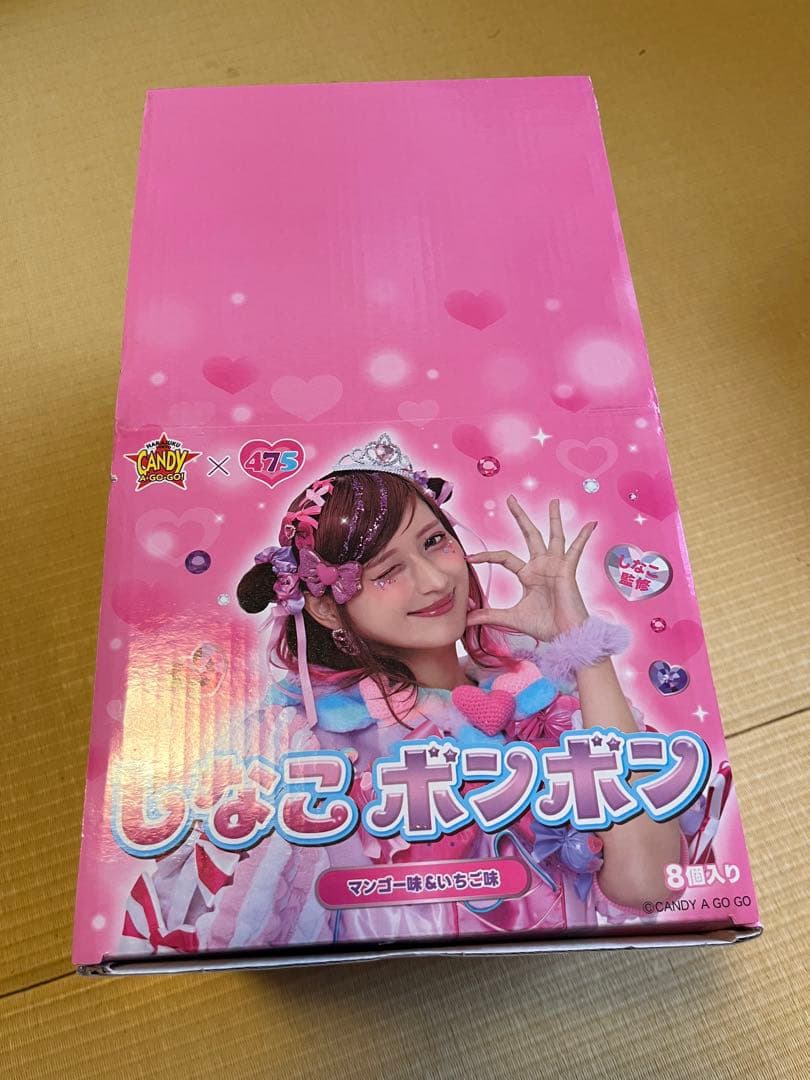 HARAJUKU
CANDY
A·GO·GO!
×
475
しなこ
監修
しなこ ボンボン
マンゴー味&いちご味
8個入り
©CANDY A GO GO